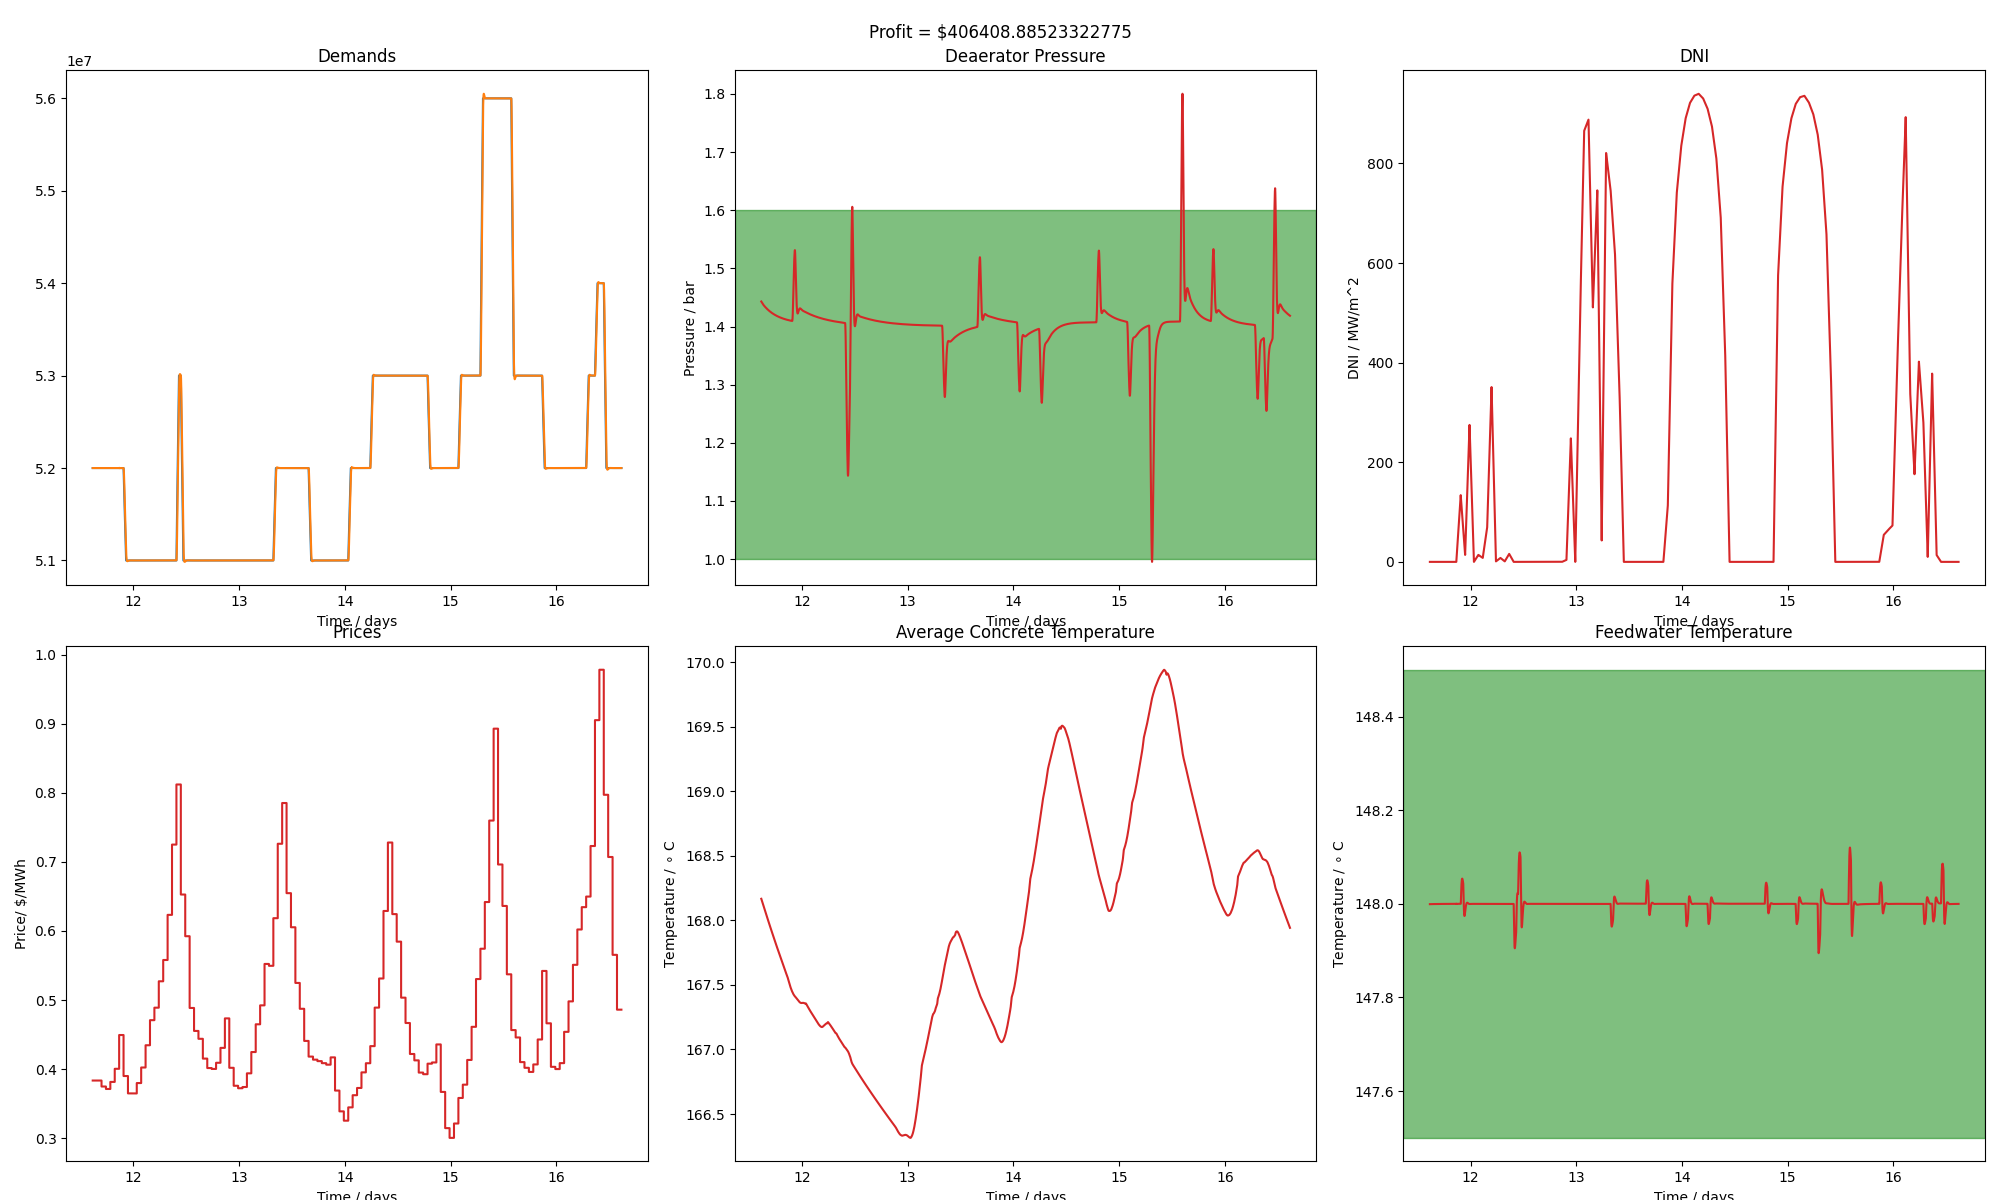 Profit = $406408.88523322775
Demands
1e7
5.6
5.5
5.4
5.3
5.2
5.1
12 13 14 15 16
Time / days
Deaerator Pressure
Pressure / bar
1.8
1.7
1.6
1.5
1.4
1.3
1.2
1.1
1.0
12 13 14 15 16
Time / days
DNI
DNI / MW/m^2
800
600
400
200
0
12 13 14 15 16
Time / days
Prices
Price/ $/MWh
1.0
0.9
0.8
0.7
0.6
0.5
0.4
0.3
12 13 14 15 16
Time / days
Average Concrete Temperature
Temperature / ∘ C
170.0
169.5
169.0
168.5
168.0
167.5
167.0
166.5
12 13 14 15 16
Time / days
Feedwater Temperature
Temperature / ∘ C
148.4
148.2
148.0
147.8
147.6
12 13 14 15 16
Time / days